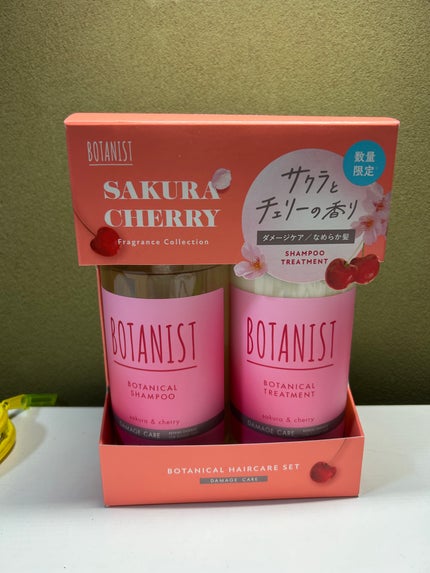 BOTANIST
SAKURA
CHERRY
Fragrance Collection
数量
限定
サクラと
チェリーの香り
ダメージケア／なめらか髪
SHAMPOO
TREATMENT
BOTANIST
BOTANICAL
SHAMPOO
sakura & cherry
DAMAGE CARE
BOTANIST
BOTANICAL
TREATMENT
sakura & cherry
DAMAGE CARE
BOTANICAL HAIRCARE SET
DAMAGE CARE